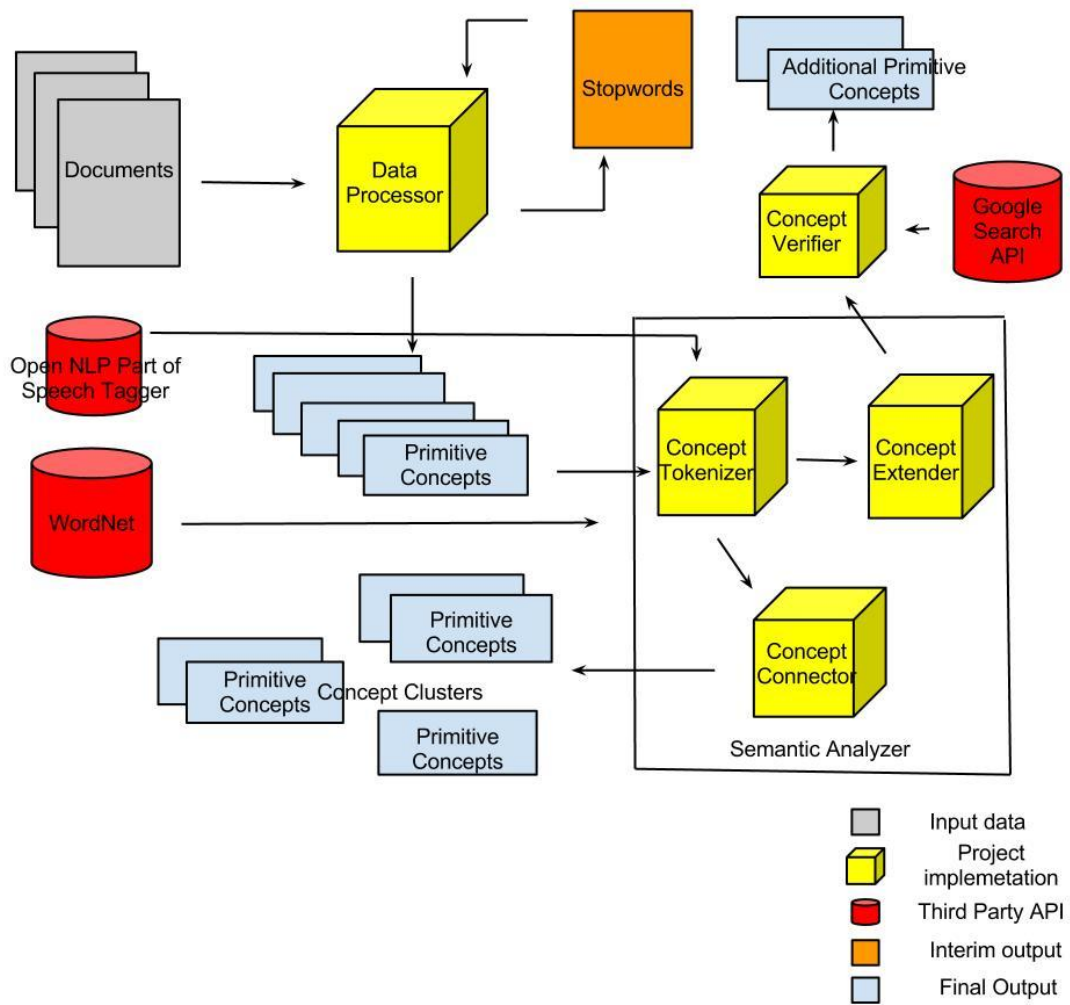 Documents
Data
Processor
Stopwords
Additional Primitive
Concepts
Concept
Verifier
Google
Search
API
Open NLP Part of
Speech Tagger
WordNet
Primitive
Concepts
Concept
Tokenizer
Concept
Extender
Concept
Connector
Semantic Analyzer
Primitive
Concepts
Primitive
Concepts
Concept Clusters
Primitive
Concepts
Input data
Project
implemetation
Third Party API
Interim output
Final Output